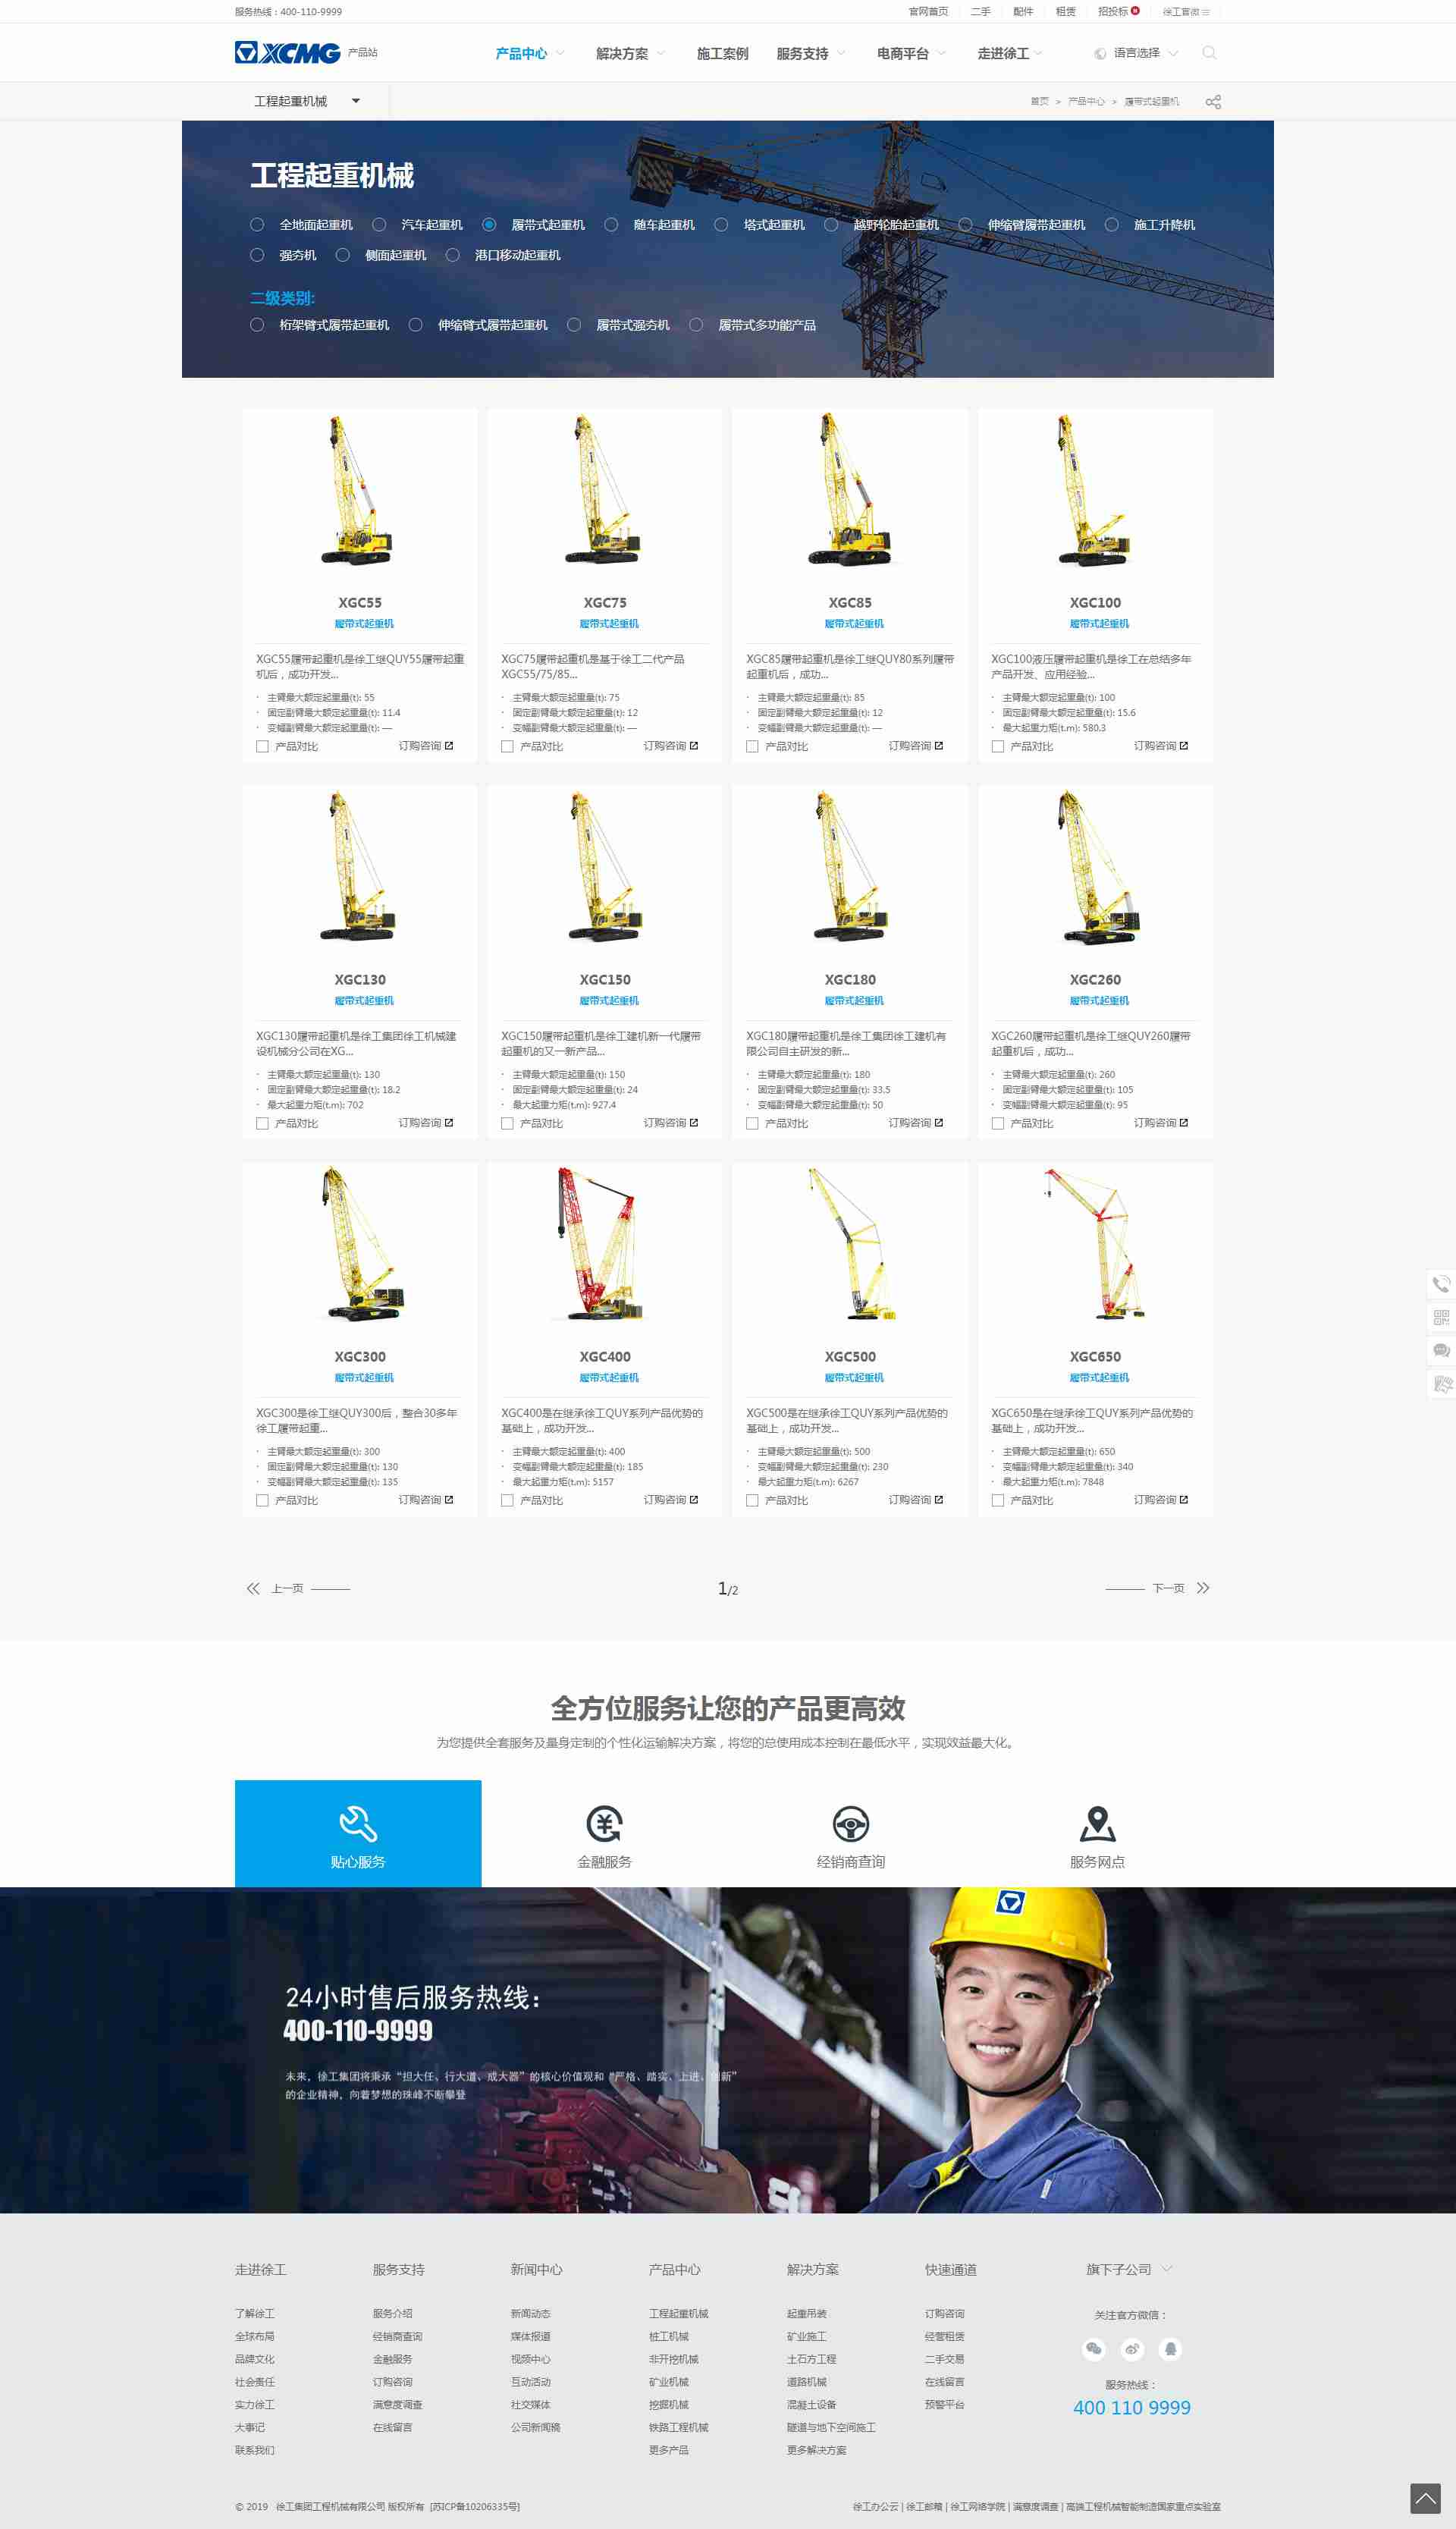 服务热线：400-110-9999
官网首页 二手 配件 租赁 招投标 徐工官微
XCMG 产品站 产品中心 解决方案 施工案例 服务支持 电商平台 走进徐工 语言选择
工程起重机械 首页 > 产品中心 > 履带式起重机
工程起重机械
全地面起重机 汽车起重机 履带式起重机 随车起重机 塔式起重机 越野轮胎起重机 伸缩臂履带起重机 施工升降机
强夯机 侧面起重机 港口移动起重机
二级类别:
桁架臂式履带起重机 伸缩臂式履带起重机 履带式强夯机 履带式多功能产品
XGC55
履带式起重机
XGC55履带起重机是徐工继QUY55履带起重
机后，成功开发...
· 主臂最大额定起重量(t): 55
· 固定副臂最大额定起重量(t): 11.4
· 变幅副臂最大额定起重量(t): —
产品对比 订购咨询
XGC75
履带式起重机
XGC75履带起重机是基于徐工二代产品
XGC55/75/85...
· 主臂最大额定起重量(t): 75
· 固定副臂最大额定起重量(t): 12
· 变幅副臂最大额定起重量(t): —
产品对比 订购咨询
XGC85
履带式起重机
XGC85履带起重机是徐工继QUY80系列履带
起重机后，成功...
· 主臂最大额定起重量(t): 85
· 固定副臂最大额定起重量(t): 12
· 变幅副臂最大额定起重量(t): —
产品对比 订购咨询
XGC100
履带式起重机
XGC100液压履带起重机是徐工在总结多年
产品开发、应用经验...
· 主臂最大额定起重量(t): 100
· 固定副臂最大额定起重量(t): 15.6
· 最大起重力矩(t.m): 580.3
产品对比 订购咨询
XGC130
履带式起重机
XGC130履带起重机是徐工集团徐工机械建
设机械分公司在XG...
· 主臂最大额定起重量(t): 130
· 固定副臂最大额定起重量(t): 18.2
· 最大起重力矩(t.m): 702
产品对比 订购咨询
XGC150
履带式起重机
XGC150履带起重机是徐工建机新一代履带
起重机的又一新产品...
· 主臂最大额定起重量(t): 150
· 固定副臂最大额定起重量(t): 24
· 最大起重力矩(t.m): 927.4
产品对比 订购咨询
XGC180
履带式起重机
XGC180履带起重机是徐工集团徐工建机有
限公司自主研发的新...
· 主臂最大额定起重量(t): 180
· 固定副臂最大额定起重量(t): 33.5
· 变幅副臂最大额定起重量(t): 50
产品对比 订购咨询
XGC260
履带式起重机
XGC260履带起重机是徐工继QUY260履带
起重机后，成功...
· 主臂最大额定起重量(t): 260
· 固定副臂最大额定起重量(t): 105
· 变幅副臂最大额定起重量(t): 95
产品对比 订购咨询
XGC300
履带式起重机
XGC300是徐工继QUY300后，整合30多年
徐工履带起重...
· 主臂最大额定起重量(t): 300
· 固定副臂最大额定起重量(t): 130
· 变幅副臂最大额定起重量(t): 135
产品对比 订购咨询
XGC400
履带式起重机
XGC400是在继承徐工QUY系列产品优势的
基础上，成功开发...
· 主臂最大额定起重量(t): 400
· 变幅副臂最大额定起重量(t): 185
· 最大起重力矩(t.m): 5157
产品对比 订购咨询
XGC500
履带式起重机
XGC500是在继承徐工QUY系列产品优势的
基础上，成功开发...
· 主臂最大额定起重量(t): 500
· 变幅副臂最大额定起重量(t): 230
· 最大起重力矩(t.m): 6267
产品对比 订购咨询
XGC650
履带式起重机
XGC650是在继承徐工QUY系列产品优势的
基础上，成功开发...
· 主臂最大额定起重量(t): 650
· 变幅副臂最大额定起重量(t): 340
· 最大起重力矩(t.m): 7848
产品对比 订购咨询
上一页 1/2 下一页
全方位服务让您的产品更高效
为您提供全套服务及量身定制的个性化运输解决方案，将您的总使用成本控制在最低水平，实现效益最大化。
贴心服务 金融服务 经销商查询 服务网点
24小时售后服务热线：
400-110-9999
未来，徐工集团将秉承“担大任、行大道、成大器”的核心价值观和“严格、踏实、上进、创新”
的企业精神，向着梦想的珠峰不断攀登
走进徐工 服务支持 新闻中心 产品中心 解决方案 快速通道 旗下子公司
了解徐工 服务介绍 新闻动态 工程起重机械 起重吊装 订购咨询 关注官方微信：
全球布局 经销商查询 媒体报道 桩工机械 矿业施工 经营租赁
品牌文化 金融服务 视频中心 非开挖机械 土石方工程 二手交易
社会责任 订购咨询 互动活动 矿业机械 道路机械 在线留言 服务热线：
实力徐工 满意度调查 社交媒体 挖掘机械 混凝土设备 预警平台 400 110 9999
大事记 在线留言 公司新闻稿 铁路工程机械 隧道与地下空间施工
联系我们 更多产品 更多解决方案
© 2019 徐工集团工程机械有限公司 版权所有 [苏ICP备10206335号]
徐工办公云 | 徐工邮箱 | 徐工网络学院 | 满意度调查 | 高端工程机械智能制造国家重点实验室